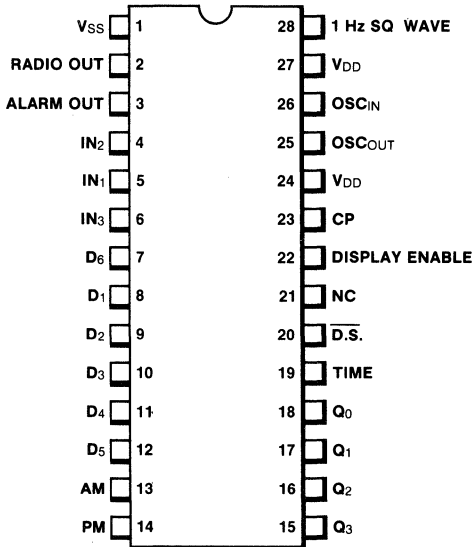 VSS 1 28 1 Hz SQ WAVE
RADIO OUT 2 27 VDD
ALARM OUT 3 26 OSCIN
IN2 4 25 OSCOUT
IN1 5 24 VDD
IN3 6 23 CP
D6 7 22 DISPLAY ENABLE
D1 8 21 NC
D2 9 20 D.S.
D3 10 19 TIME
D4 11 18 Q0
D5 12 17 Q1
AM 13 16 Q2
PM 14 15 Q3